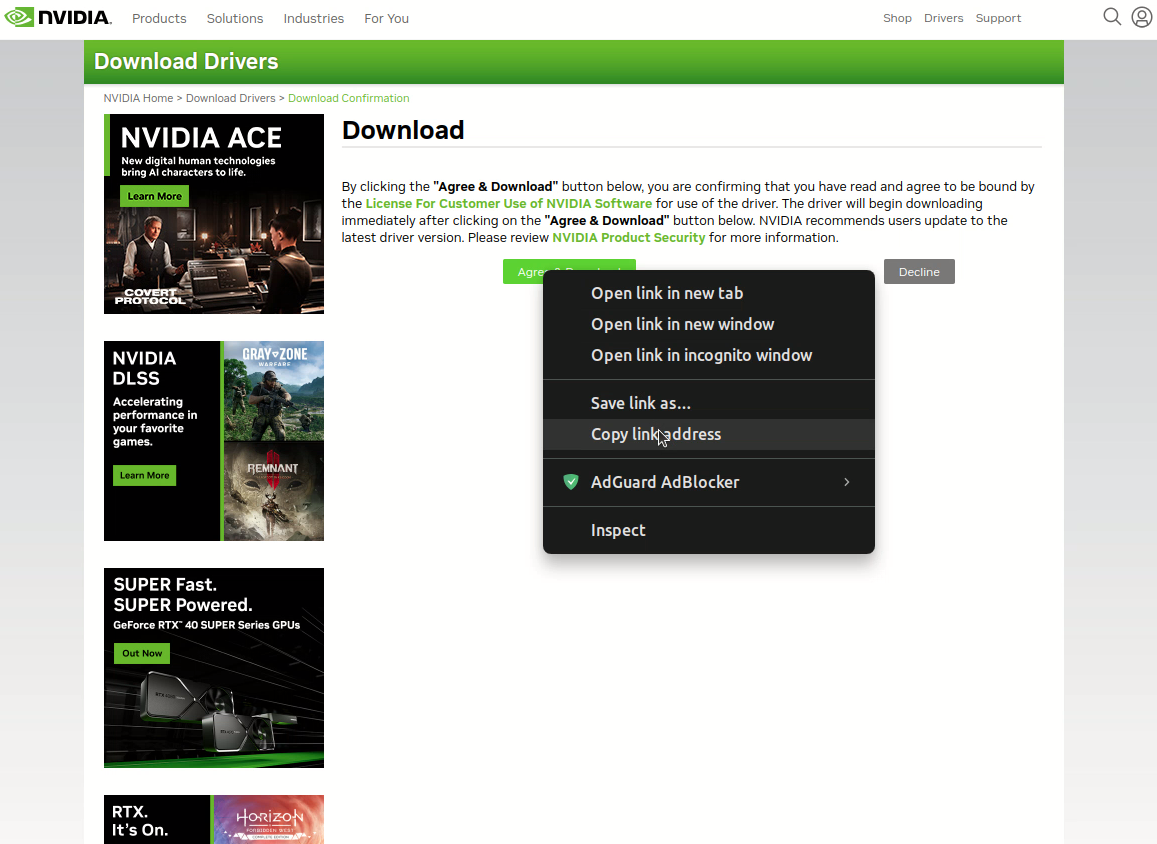 NVIDIA.
Products
Solutions
Industries
For You
Shop
Drivers
Support
Download Drivers
NVIDIA Home > Download Drivers > Download Confirmation
NVIDIA ACE
New digital human technologies
bring AI characters to life.
Learn More
COVERT
PROTOCOL
NVIDIA
DLSS
Accelerating
performance in
your favorite
games.
Learn More
GRAY ZONE
WARFARE
REMNANT
SUPER Fast.
SUPER Powered.
GeForce RTX™ 40 SUPER Series GPUs
Out Now
RTX.
It's On.
HORIZON
FORBIDDEN WEST
COMPLETE EDITION
Download
By clicking the "Agree & Download" button below, you are confirming that you have read and agree to be bound by
the License For Customer Use of NVIDIA Software for use of the driver. The driver will begin downloading
immediately after clicking on the "Agree & Download" button below. NVIDIA recommends users update to the
latest driver version. Please review NVIDIA Product Security for more information.
Agree & Download
Decline
Open link in new tab
Open link in new window
Open link in incognito window
Save link as...
Copy link address
AdGuard AdBlocker
Inspect